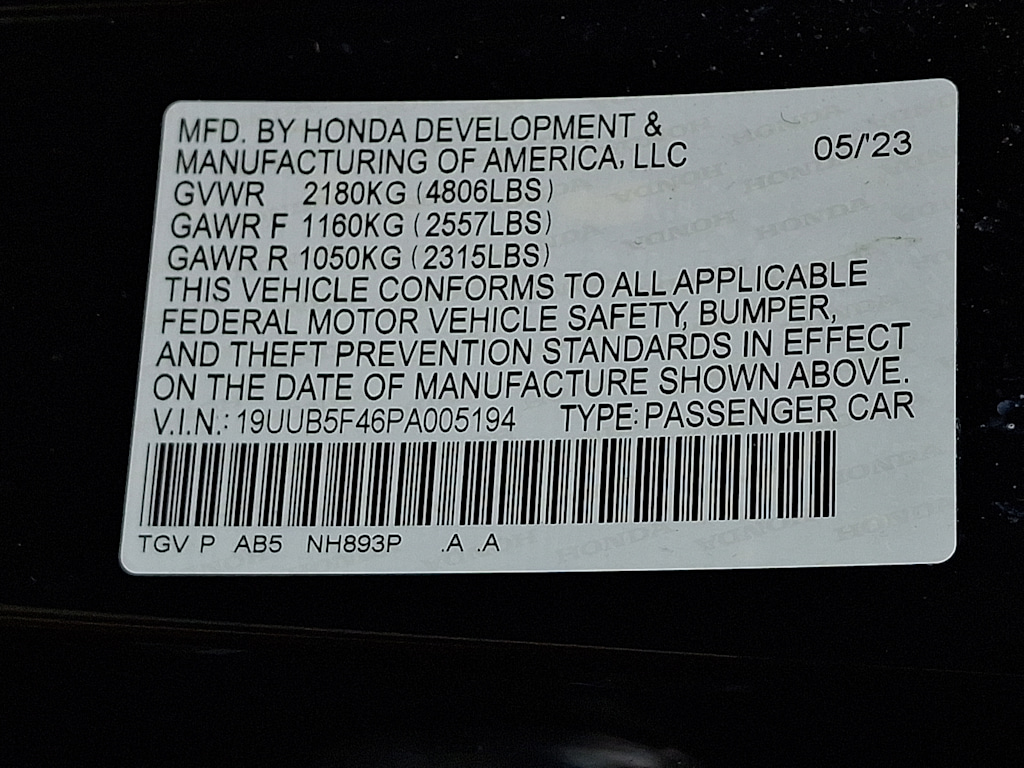 MFD. BY HONDA DEVELOPMENT &
MANUFACTURING OF AMERICA, LLC 05/'23
GVWR 2180KG (4806LBS)
GAWR F 1160KG (2557LBS)
GAWR R 1050KG (2315LBS)
THIS VEHICLE CONFORMS TO ALL APPLICABLE
FEDERAL MOTOR VEHICLE SAFETY, BUMPER,
AND THEFT PREVENTION STANDARDS IN EFFECT
ON THE DATE OF MANUFACTURE SHOWN ABOVE.
V.I.N.: 19UUB5F46PA005194 TYPE: PASSENGER CAR
TGV P AB5 NH893P .A .A